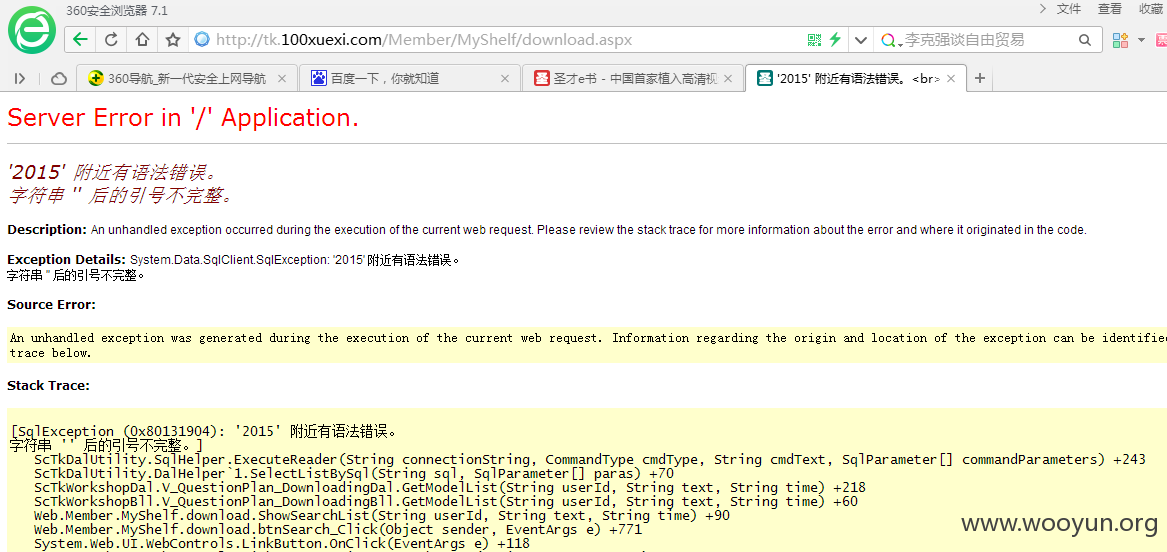 360安全浏览器 7.1
文件 查看 收藏
http://tk.100xuexi.com/Member/MyShelf/download.aspx
李克强谈自由贸易
360导航_新一代安全上网导航
百度一下，你就知道
圣才e书 - 中国首家植入高清视
'2015' 附近有语法错误。<br>
Server Error in '/' Application.
'2015' 附近有语法错误。
字符串 '' 后的引号不完整。
Description: An unhandled exception occurred during the execution of the current web request. Please review the stack trace for more information about the error and where it originated in the code.
Exception Details: System.Data.SqlClient.SqlException: '2015' 附近有语法错误。
字符串 '' 后的引号不完整。
Source Error:
An unhandled exception was generated during the execution of the current web request. Information regarding the origin and location of the exception can be identifie
trace below.
Stack Trace:
[SqlException (0x80131904): '2015' 附近有语法错误。
字符串 '' 后的引号不完整。]
ScTkDalUtility.SqlHelper.ExecuteReader(String connectionString, CommandType cmdType, String cmdText, SqlParameter[] commandParameters) +243
ScTkDalUtility.DalHelper`1.SelectListBySql(String sql, SqlParameter[] paras) +70
ScTkWorkshopDal.V_QuestionPlan_DownloadingDal.GetModelList(String userId, String text, String time) +218
ScTkWorkshopBll.V_QuestionPlan_DownloadingBll.GetModelList(String userId, String text, String time) +60
Web.Member.MyShelf.download.ShowSearchList(String userId, String text, String time) +90
Web.Member.MyShelf.download.btnSearch_Click(Object sender, EventArgs e) +771
System.Web.UI.WebControls.LinkButton.OnClick(EventArgs e) +118
www.wooyun.org